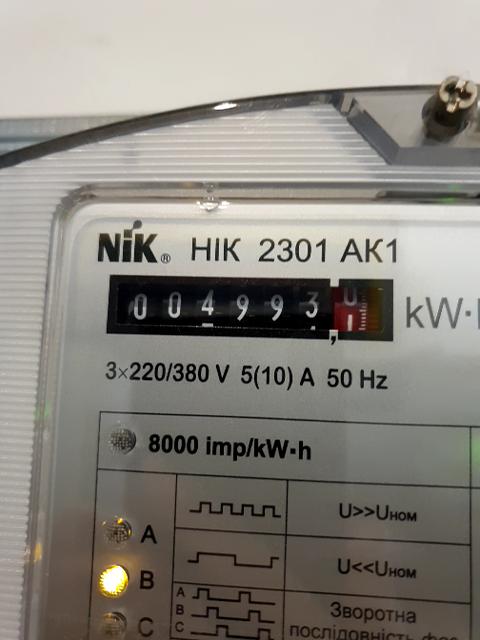 NiK® НІК 2301 АК1
004993 kW·
3×220/380 V 5(10) A 50 Hz
8000 imp/kW·h
A
U>>Uном
B
U<<Uном
A
B
C
C
Зворотна
послідовність